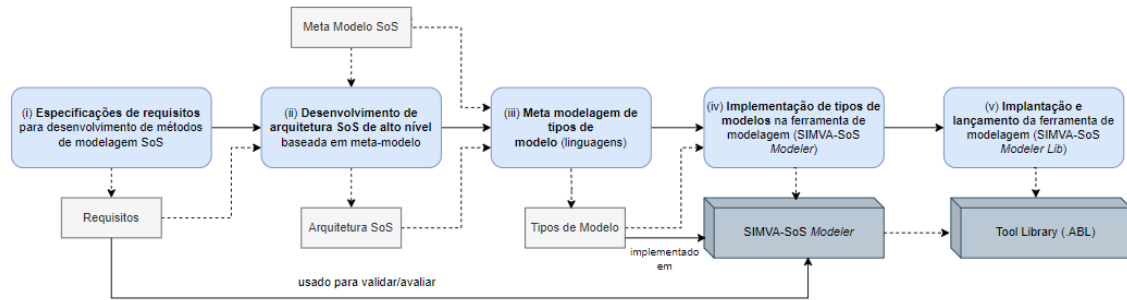 Meta Modelo SoS
(i) Especificações de requisitos
para desenvolvimento de métodos
de modelagem SoS
(ii) Desenvolvimento de
arquitetura SoS de alto nível
baseada em meta-modelo
(iii) Meta modelagem de
tipos de
modelo (linguagens)
(iv) Implementação de tipos de
modelos na ferramenta de
modelagem (SIMVA-SoS
Modeler)
(v) Implantação e
lançamento da ferramenta de
modelagem (SIMVA-SoS
Modeler Lib)
Requisitos
Arquitetura SoS
Tipos de Modelo
SIMVA-SoS Modeler
Tool Library (.ABL)
implementado
em
usado para validar/avaliar